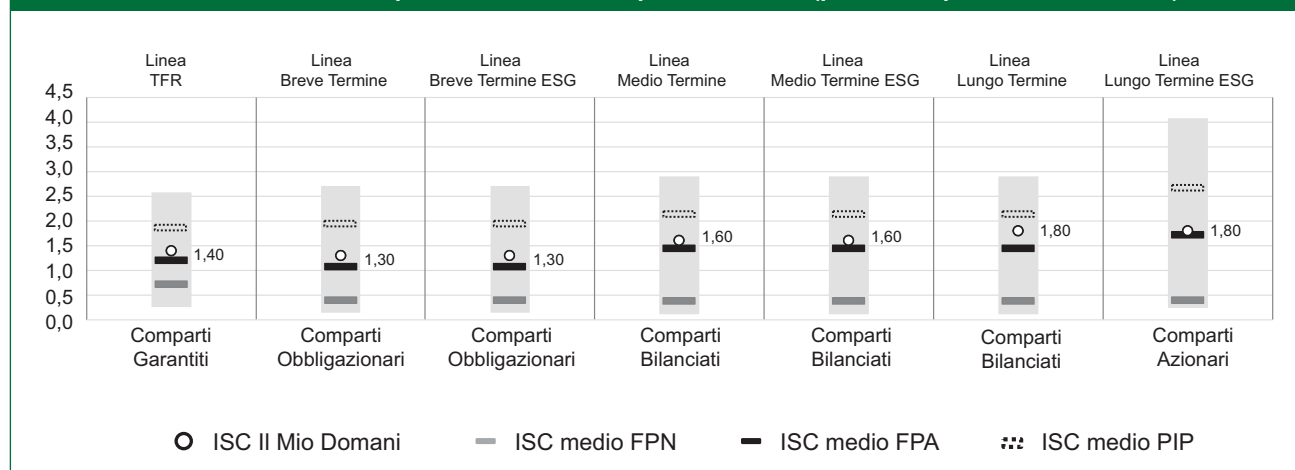 Linea
TFR
Linea
Breve Termine
Linea
Breve Termine ESG
Linea
Medio Termine
Linea
Medio Termine ESG
Linea
Lungo Termine
Linea
Lungo Termine ESG
4,5
4,0
3,5
3,0
2,5
2,0
1,5
1,0
0,5
0,0
1,40
1,30
1,30
1,60
1,60
1,80
1,80
Comparti
Garantiti
Comparti
Obbligazionari
Comparti
Obbligazionari
Comparti
Bilanciati
Comparti
Bilanciati
Comparti
Bilanciati
Comparti
Azionari
ISC Il Mio Domani
ISC medio FPN
ISC medio FPA
ISC medio PIP